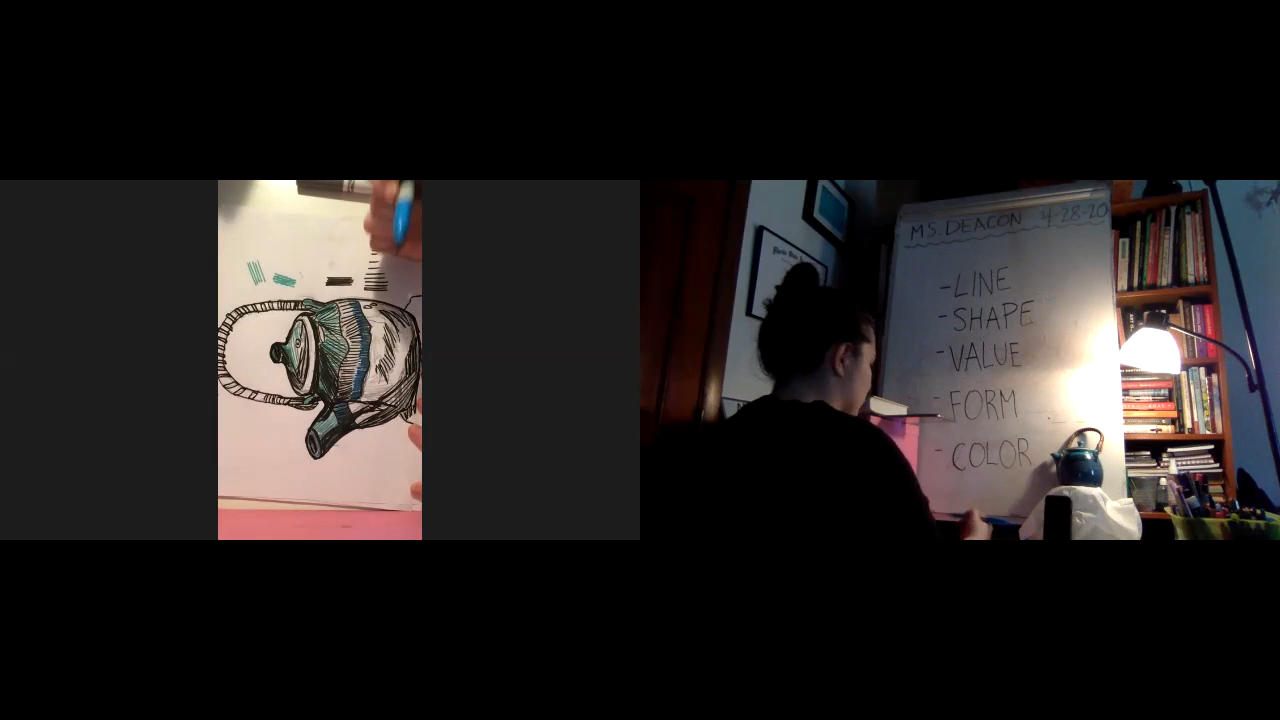 MS. DEACON 4-28-20
- LINE
- SHAPE
- VALUE
- FORM
- COLOR